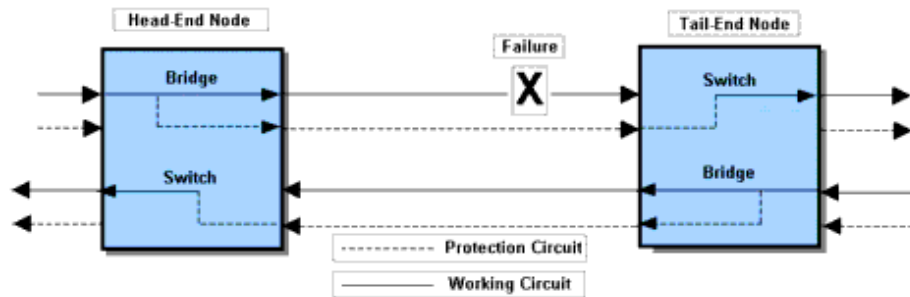 Head-End Node
Tail-End Node
Failure
Bridge
X
Switch
Switch
Bridge
Protection Circuit
Working Circuit